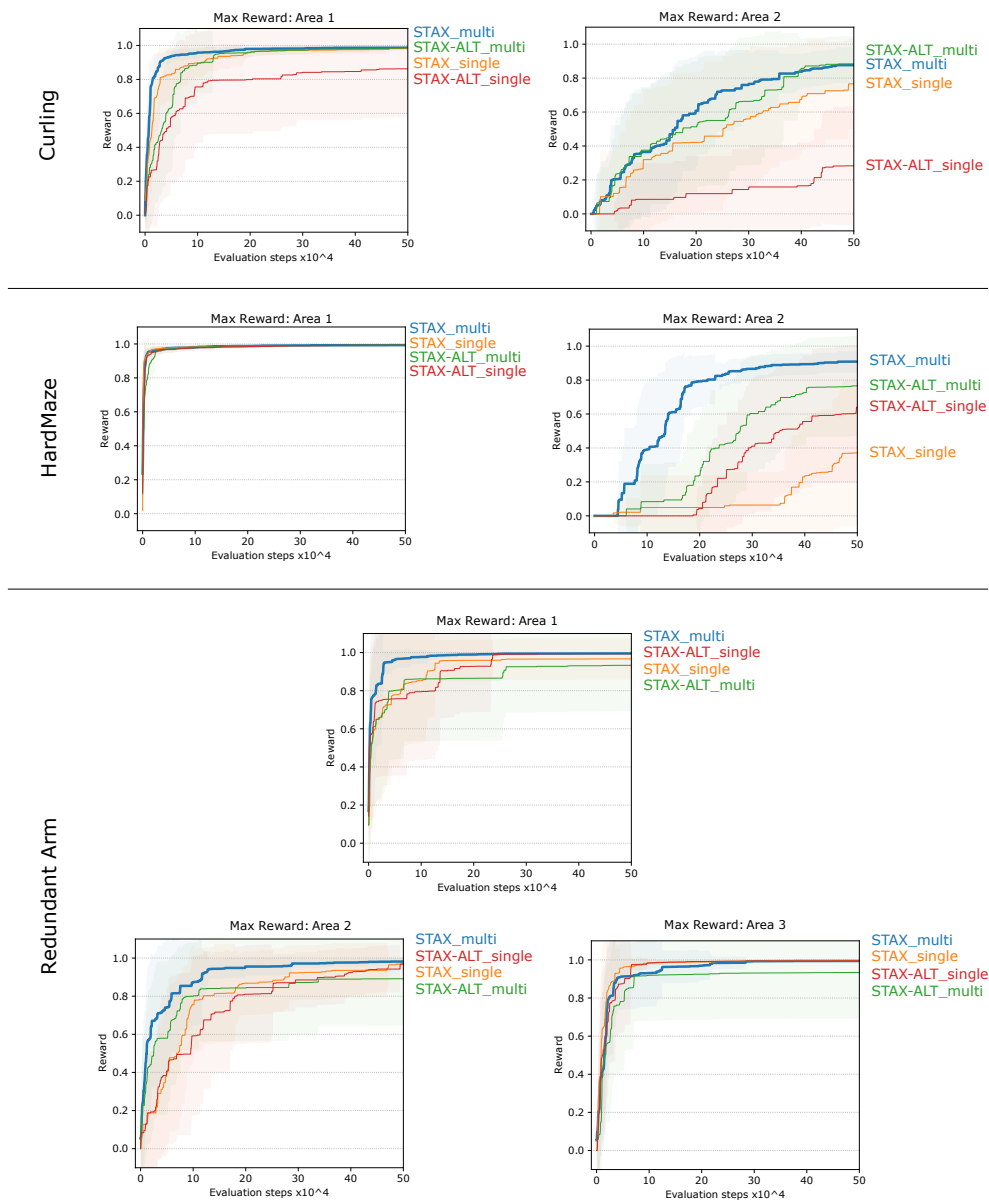 Curling
Max Reward: Area 1
Reward
1.0
0.8
0.6
0.4
0.2
0.0
0 10 20 30 40 50
Evaluation steps x10^4
STAX_multi
STAX-ALT_multi
STAX_single
STAX-ALT_single
Max Reward: Area 2
Reward
1.0
0.8
0.6
0.4
0.2
0.0
0 10 20 30 40 50
Evaluation steps x10^4
STAX-ALT_multi
STAX_multi
STAX_single
STAX-ALT_single
HardMaze
Max Reward: Area 1
Reward
1.0
0.8
0.6
0.4
0.2
0.0
0 10 20 30 40 50
Evaluation steps x10^4
STAX_multi
STAX_single
STAX-ALT_multi
STAX-ALT_single
Max Reward: Area 2
Reward
1.0
0.8
0.6
0.4
0.2
0.0
0 10 20 30 40 50
Evaluation steps x10^4
STAX_multi
STAX-ALT_multi
STAX-ALT_single
STAX_single
Redundant Arm
Max Reward: Area 1
Reward
1.0
0.8
0.6
0.4
0.2
0.0
0 10 20 30 40 50
Evaluation steps x10^4
STAX_multi
STAX-ALT_single
STAX_single
STAX-ALT_multi
Max Reward: Area 2
Reward
1.0
0.8
0.6
0.4
0.2
0.0
0 10 20 30 40 50
Evaluation steps x10^4
STAX_multi
STAX-ALT_single
STAX_single
STAX-ALT_multi
Max Reward: Area 3
Reward
1.0
0.8
0.6
0.4
0.2
0.0
0 10 20 30 40 50
Evaluation steps x10^4
STAX_multi
STAX_single
STAX-ALT_single
STAX-ALT_multi